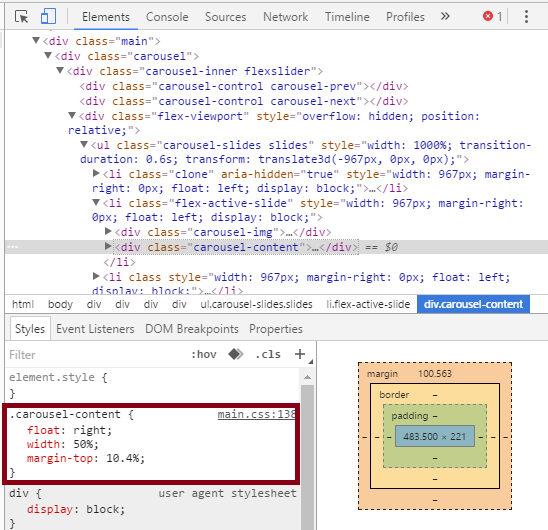 Elements Console Sources Network Timeline Profiles » 1
<div class="main">
<div class="carousel">
<div class="carousel-inner flexslider">
<div class="carousel-control carousel-prev"></div>
<div class="carousel-control carousel-next"></div>
<div class="flex-viewport" style="overflow: hidden; position:
relative;">
<ul class="carousel-slides slides" style="width: 1000%; transition-
duration: 0.6s; transform: translate3d(-967px, 0px, 0px);">
<li class="clone" aria-hidden="true" style="width: 967px; margin-
right: 0px; float: left; display: block;">…</li>
<li class="flex-active-slide" style="width: 967px; margin-right:
0px; float: left; display: block;">
<div class="carousel-img">…</div>
… <div class="carousel-content">…</div> == $0
</li>
<li class style="width: 967px; margin-right: 0px; float: left;
display: block;">…</li>
html body div div div div ul.carousel-slides.slides li.flex-active-slide div.carousel-content
Styles Event Listeners DOM Breakpoints Properties
Filter :hov .cls +
element.style {
}
.carousel-content { main.css:138
float: right;
width: 50%;
margin-top: 10.4%;
}
div { user agent stylesheet
display: block;
}
margin 100.563
border –
padding –
– – – 483.500 × 221 – – –
–
–
–